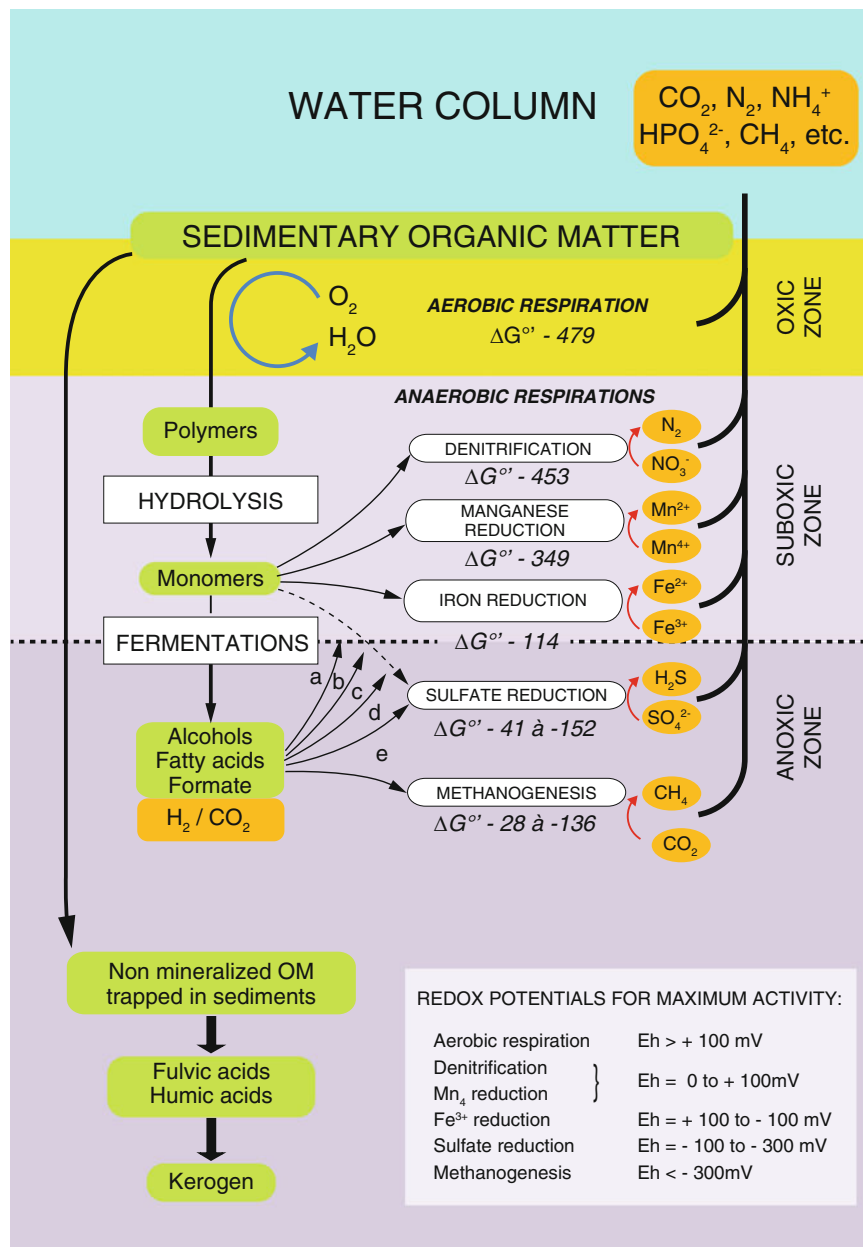 WATER COLUMN
CO₂, N₂, NH₄⁺
HPO₄²⁻, CH₄, etc.
SEDIMENTARY ORGANIC MATTER
O₂
H₂O
AEROBIC RESPIRATION
ΔG°’ - 479
OXIC
ZONE
ANAEROBIC RESPIRATIONS
Polymers
HYDROLYSIS
Monomers
FERMENTATIONS
DENITRIFICATION
ΔG°’ - 453
N₂
NO₃⁻
MANGANESE
REDUCTION
ΔG°’ - 349
Mn²⁺
Mn⁴⁺
IRON REDUCTION
ΔG°’ - 114
Fe²⁺
Fe³⁺
SUBOXIC
ZONE
a
b
c
d
e
SULFATE REDUCTION
ΔG°’ - 41 à -152
H₂S
SO₄²⁻
Alcohols
Fatty acids
Formate
H₂ / CO₂
METHANOGENESIS
ΔG°’ - 28 à -136
CH₄
CO₂
ANOXIC
ZONE
Non mineralized OM
trapped in sediments
Fulvic acids
Humic acids
Kerogen
REDOX POTENTIALS FOR MAXIMUM ACTIVITY:
Aerobic respiration Eh > + 100 mV
Denitrification
Mn₄ reduction } Eh = 0 to + 100mV
Fe³⁺ reduction Eh = + 100 to - 100 mV
Sulfate reduction Eh = - 100 to - 300 mV
Methanogenesis Eh < - 300mV